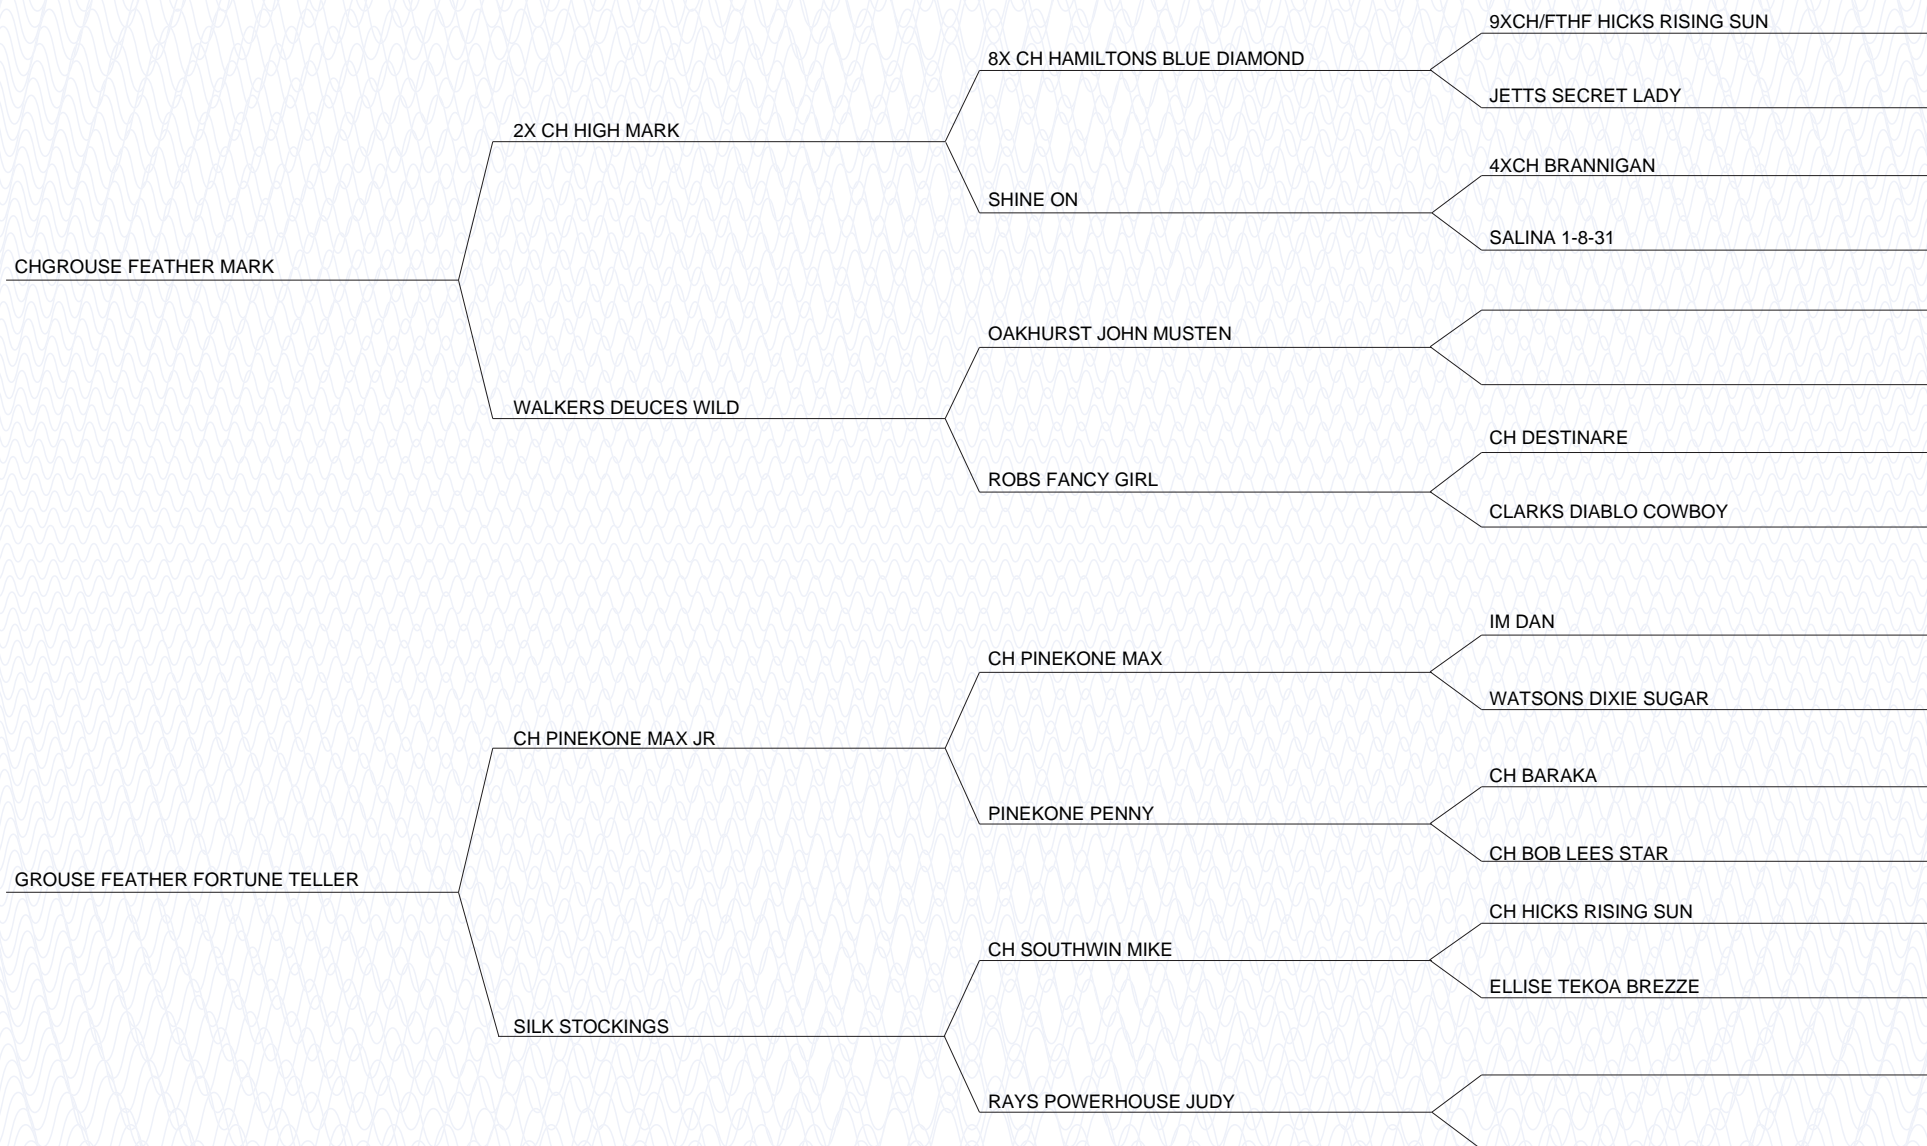 9XCH/FTHF HICKS RISING SUN
8X CH HAMILTONS BLUE DIAMOND
JETTS SECRET LADY
2X CH HIGH MARK
4XCH BRANNIGAN
SHINE ON
SALINA 1-8-31
CHGROUSE FEATHER MARK
OAKHURST JOHN MUSTEN
WALKERS DEUCES WILD
CH DESTINARE
ROBS FANCY GIRL
CLARKS DIABLO COWBOY
IM DAN
CH PINEKONE MAX
WATSONS DIXIE SUGAR
CH PINEKONE MAX JR
CH BARAKA
PINEKONE PENNY
CH BOB LEES STAR
GROUSE FEATHER FORTUNE TELLER
CH HICKS RISING SUN
CH SOUTHWIN MIKE
ELLISE TEKOA BREZZE
SILK STOCKINGS
RAYS POWERHOUSE JUDY